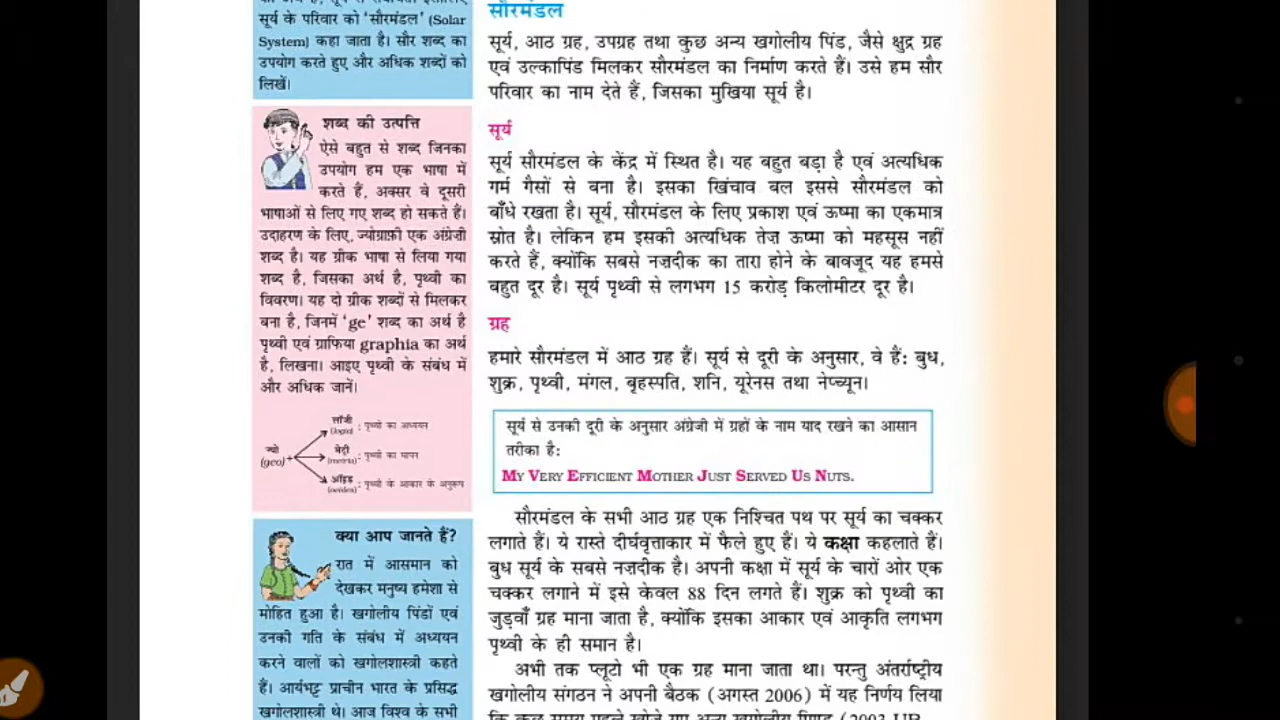 सूर्य के परिवार को ‘सौरमंडल’ (Solar
System) कहा जाता है। सौर शब्द का
उपयोग करते हुए और अधिक शब्दों को
लिखें।
शब्द की उत्पत्ति
ऐसे बहुत से शब्द जिनका
उपयोग हम एक भाषा में
करते हैं, अक्सर वे दूसरी
भाषाओं से लिए गए शब्द हो सकते हैं।
उदाहरण के लिए, ज्योग्राफ़ी एक अंग्रेज़ी
शब्द है। यह ग्रीक भाषा से लिया गया
शब्द है, जिसका अर्थ है, पृथ्वी का
विवरण। यह दो ग्रीक शब्दों से मिलकर
बना है, जिनमें ‘ge’ शब्द का अर्थ है
पृथ्वी एवं ग्राफिया graphia का अर्थ
है, लिखना। आइए पृथ्वी के संबंध में
और अधिक जानें।
लॉजी : पृथ्वी का अध्ययन
(logia)
ज्यो
(geo)+
मेट्री : पृथ्वी का मापन
(metria)
ऑइड : पृथ्वी के आकार के अनुरूप
क्या आप जानते हैं?
रात में आसमान को
देखकर मनुष्य हमेशा से
मोहित हुआ है। खगोलीय पिंडों एवं
उनकी गति के संबंध में अध्ययन
करने वालों को खगोलशास्त्री कहते
हैं। आर्यभट्ट प्राचीन भारत के प्रसिद्ध
खगोलशास्त्री थे। आज विश्व के सभी
सौरमंडल
सूर्य, आठ ग्रह, उपग्रह तथा कुछ अन्य खगोलीय पिंड, जैसे क्षुद्र ग्रह
एवं उल्कापिंड मिलकर सौरमंडल का निर्माण करते हैं। उसे हम सौर
परिवार का नाम देते हैं, जिसका मुखिया सूर्य है।
सूर्य
सूर्य सौरमंडल के केंद्र में स्थित है। यह बहुत बड़ा है एवं अत्यधिक
गर्म गैसों से बना है। इसका खिंचाव बल इससे सौरमंडल को
बाँधे रखता है। सूर्य, सौरमंडल के लिए प्रकाश एवं ऊष्मा का एकमात्र
स्रोत है। लेकिन हम इसकी अत्यधिक तेज़ ऊष्मा को महसूस नहीं
करते हैं, क्योंकि सबसे नज़दीक का तारा होने के बावजूद यह हमसे
बहुत दूर है। सूर्य पृथ्वी से लगभग 15 करोड़ किलोमीटर दूर है।
ग्रह
हमारे सौरमंडल में आठ ग्रह हैं। सूर्य से दूरी के अनुसार, वे हैं: बुध,
शुक्र, पृथ्वी, मंगल, बृहस्पति, शनि, यूरेनस तथा नेप्च्यून।
सूर्य से उनकी दूरी के अनुसार अंग्रेजी में ग्रहों के नाम याद रखने का आसान
तरीका है:
MY VERY EFFICIENT MOTHER JUST SERVED US NUTS.
सौरमंडल के सभी आठ ग्रह एक निश्चित पथ पर सूर्य का चक्कर
लगाते हैं। ये रास्ते दीर्घवृत्ताकार में फैले हुए हैं। ये कक्षा कहलाते हैं।
बुध सूर्य के सबसे नज़दीक है। अपनी कक्षा में सूर्य के चारों ओर एक
चक्कर लगाने में इसे केवल 88 दिन लगते हैं। शुक्र को पृथ्वी का
जुड़वाँ ग्रह माना जाता है, क्योंकि इसका आकार एवं आकृति लगभग
पृथ्वी के ही समान है।
अभी तक प्लूटो भी एक ग्रह माना जाता था। परन्तु अंतर्राष्ट्रीय
खगोलीय संगठन ने अपनी बैठक (अगस्त 2006) में यह निर्णय लिया